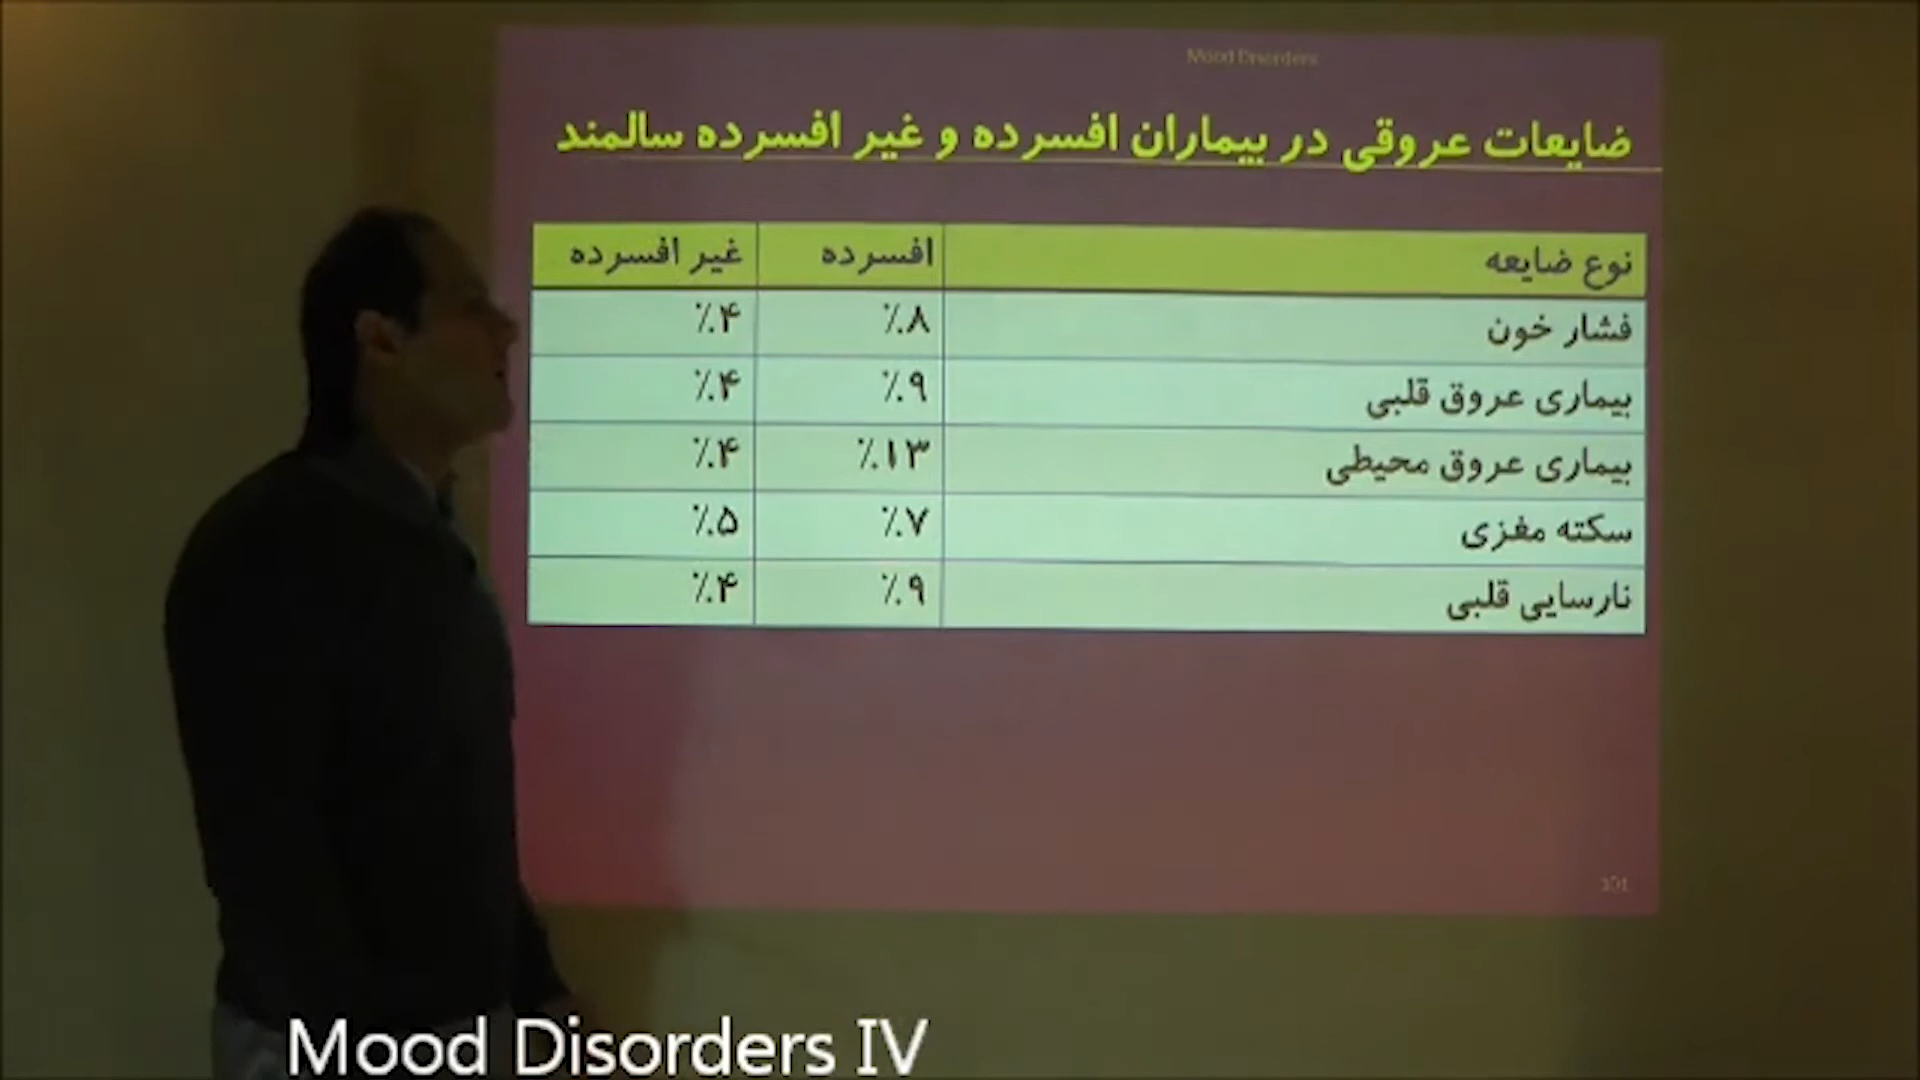 Mood Disorders
ضایعات عروقی در بیماران افسرده و غیر افسرده سالمند
نوع ضایعه افسرده غیر افسرده
فشار خون ٪۸ ٪۴
بیماری عروق قلبی ٪۹ ٪۴
بیماری عروق محیطی ٪۱۳ ٪۴
سکته مغزی ٪۷ ٪۵
نارسایی قلبی ٪۹ ٪۴
101
Mood Disorders IV